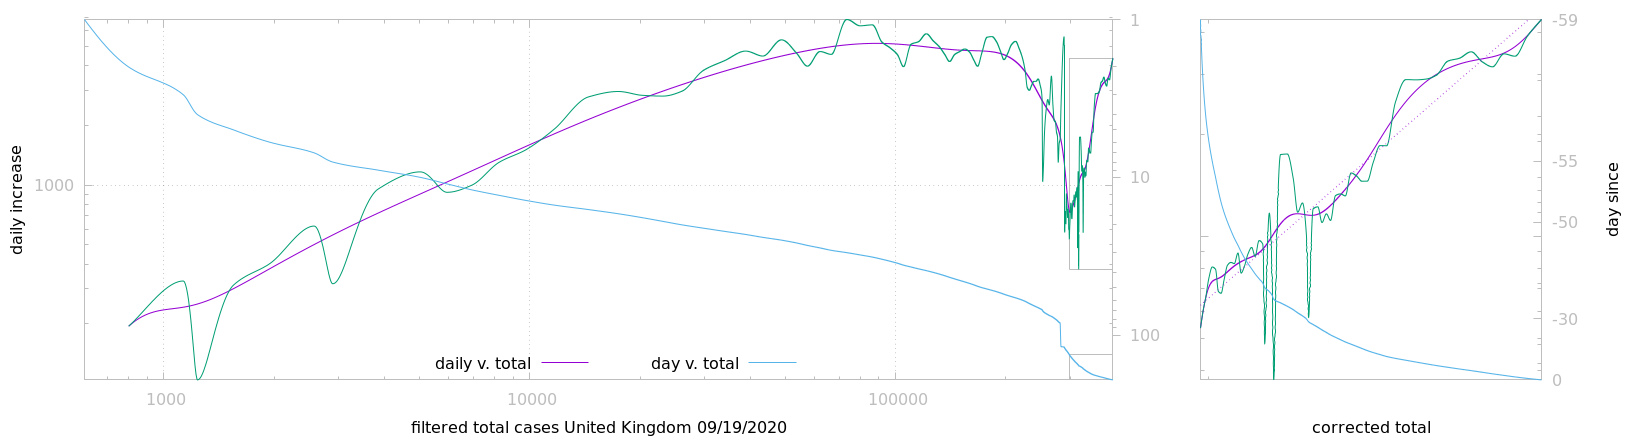 1
-59
-55
daily increase
1000
10
-50
day since
-30
100
daily v. total
day v. total
0
1000
10000
100000
filtered total cases United Kingdom 09/19/2020
corrected total